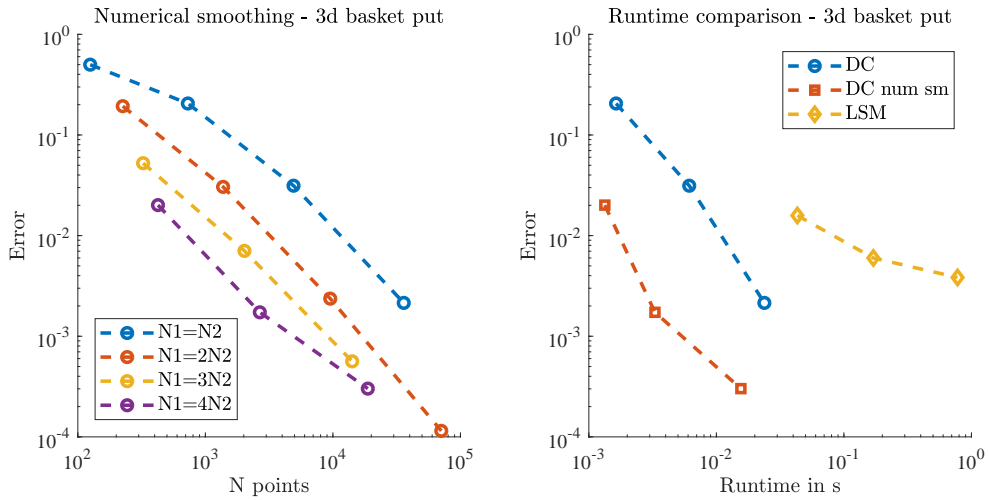 Numerical smoothing - 3d basket put
10^0
10^-1
10^-2
10^-3
10^-4
Error
N1=N2
N1=2N2
N1=3N2
N1=4N2
10^2
10^3
10^4
10^5
N points
Runtime comparison - 3d basket put
10^0
10^-1
10^-2
10^-3
10^-4
Error
DC
DC num sm
LSM
10^-3
10^-2
10^-1
10^0
Runtime in s